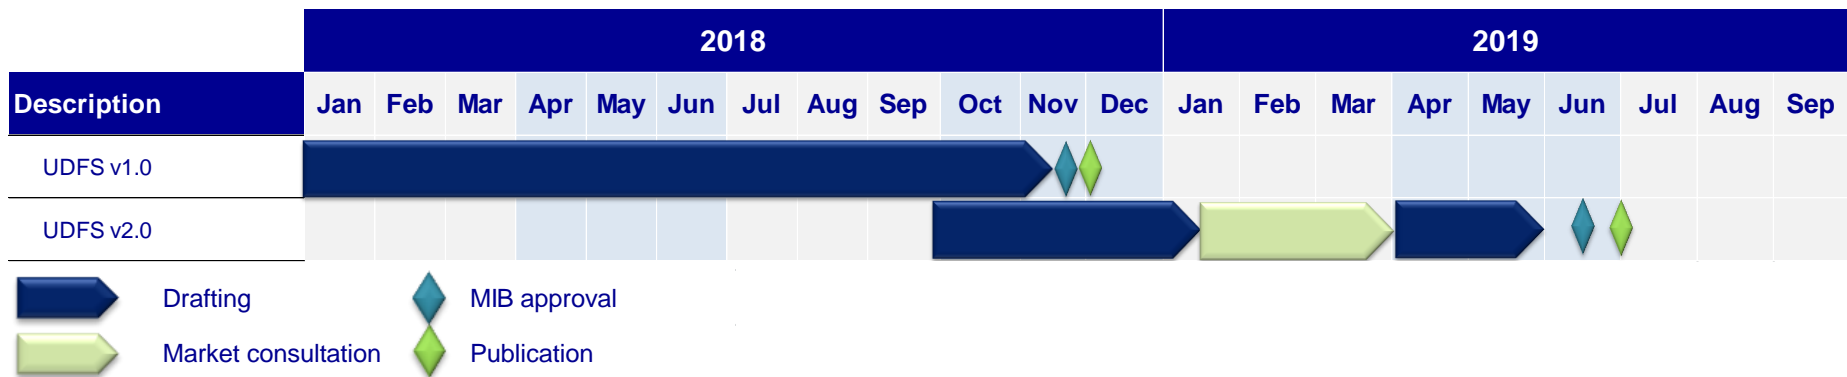 2018 2019
Description Jan Feb Mar Apr May Jun Jul Aug Sep Oct Nov Dec Jan Feb Mar Apr May Jun Jul Aug Sep
UDFS v1.0
UDFS v2.0
Drafting MIB approval
Market consultation Publication